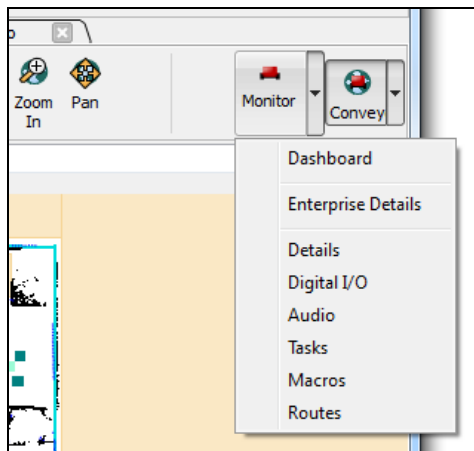 Zoom
In
Pan
Monitor
Convey
Dashboard
Enterprise Details
Details
Digital I/O
Audio
Tasks
Macros
Routes